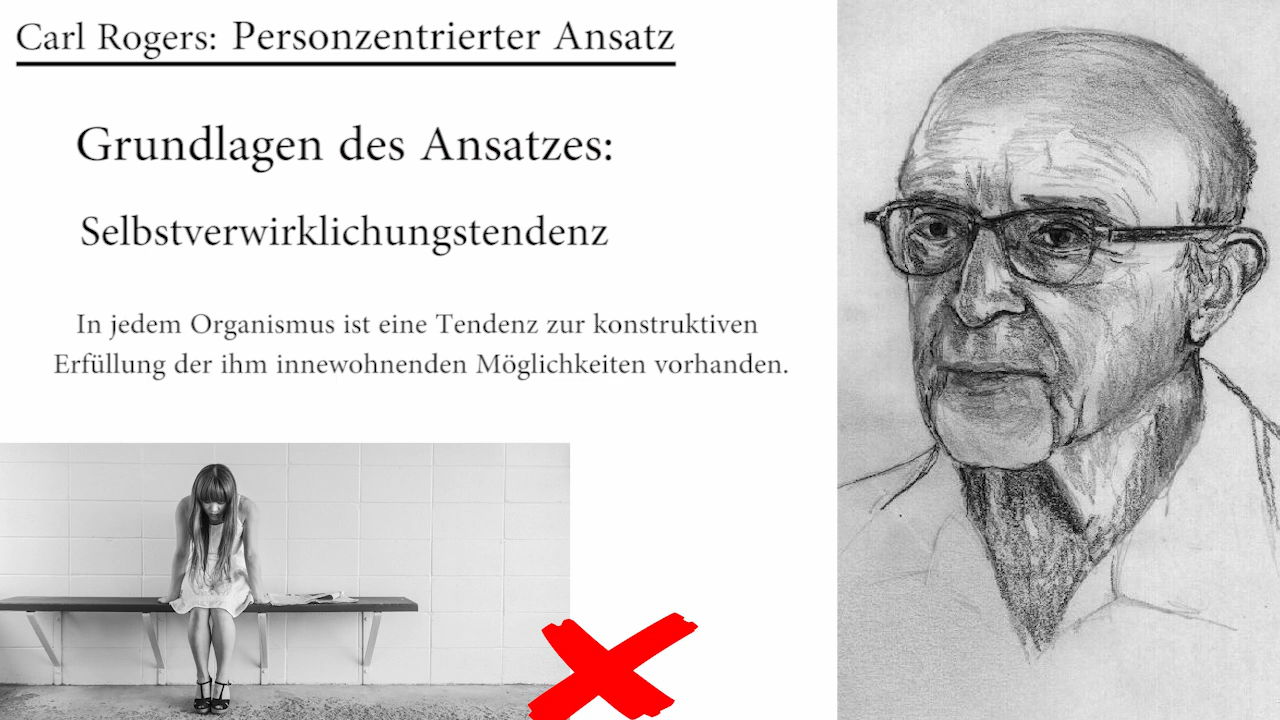 Carl Rogers: Personzentrierter Ansatz
Grundlagen des Ansatzes:
Selbstverwirklichungstendenz
In jedem Organismus ist eine Tendenz zur konstruktiven
Erfüllung der ihm innewohnenden Möglichkeiten vorhanden.